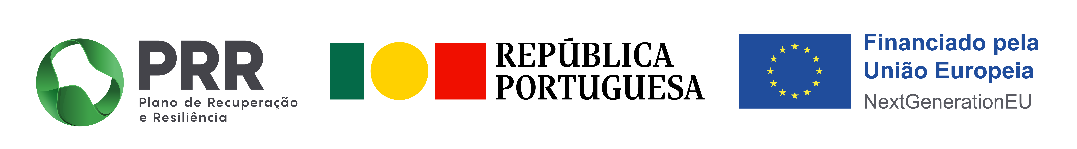 PRR
Plano de Recuperação
e Resiliência
REPÚBLICA
PORTUGUESA
Financiado pela
União Europeia
NextGenerationEU